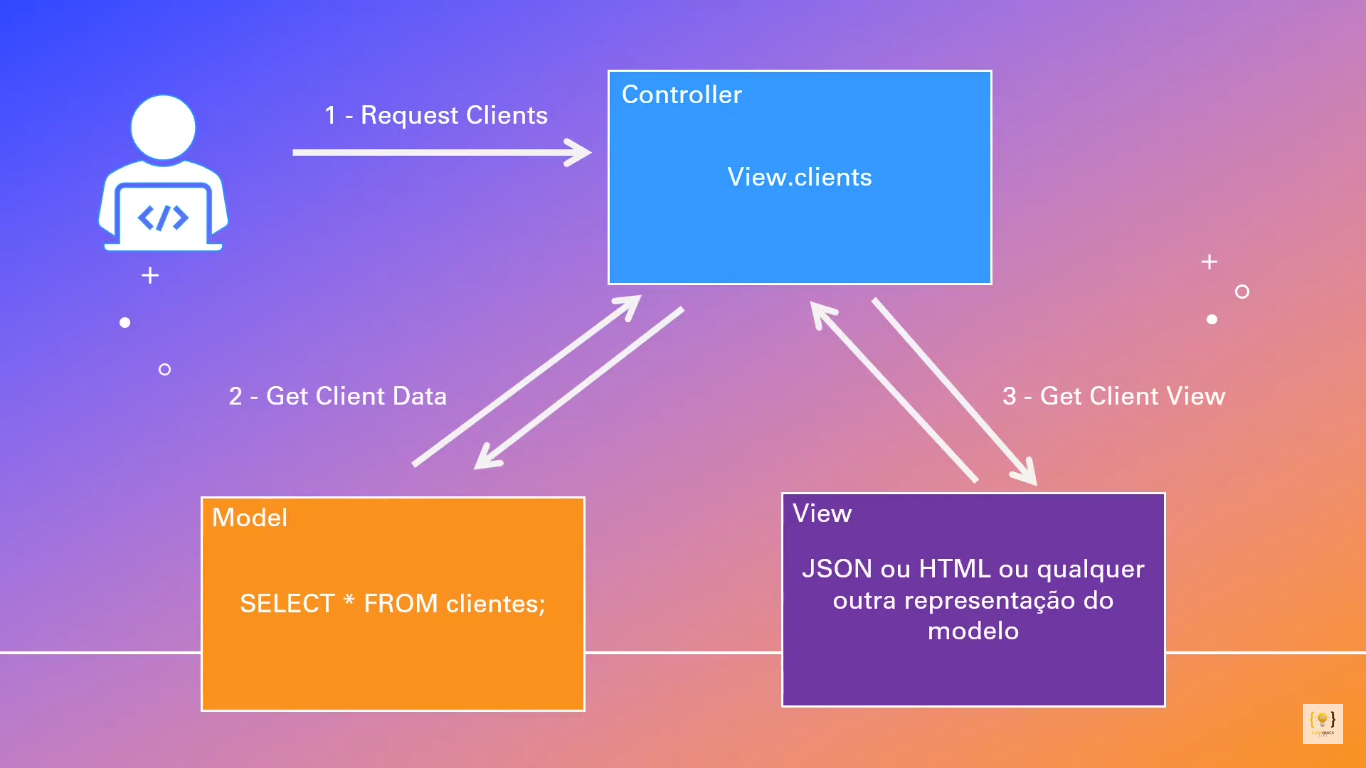 1 - Request Clients
Controller
View.clients
2 - Get Client Data
3 - Get Client View
Model
SELECT * FROM clientes;
View
JSON ou HTML ou qualquer
outra representação do
modelo